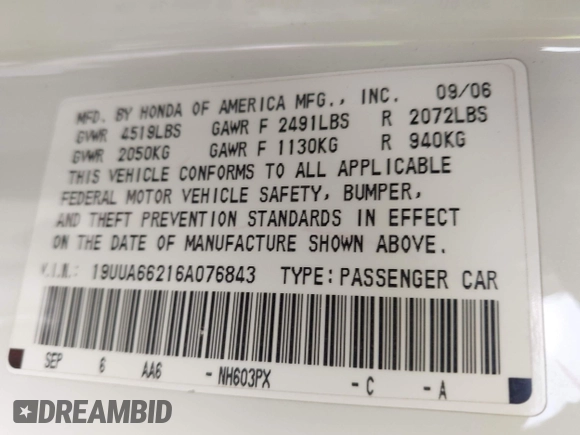 MFD. BY HONDA OF AMERICA MFG., INC. 09/06
GVWR 4519LBS GAWR F 2491LBS R 2072LBS
GVWR 2050KG GAWR F 1130KG R 940KG
THIS VEHICLE CONFORMS TO ALL APPLICABLE
FEDERAL MOTOR VEHICLE SAFETY, BUMPER,
AND THEFT PREVENTION STANDARDS IN EFFECT
ON THE DATE OF MANUFACTURE SHOWN ABOVE.
V.I.N.: 19UUA66216A076843 TYPE: PASSENGER CAR
SEP 6 AA6 - NH603PX - C - A
DREAMBID